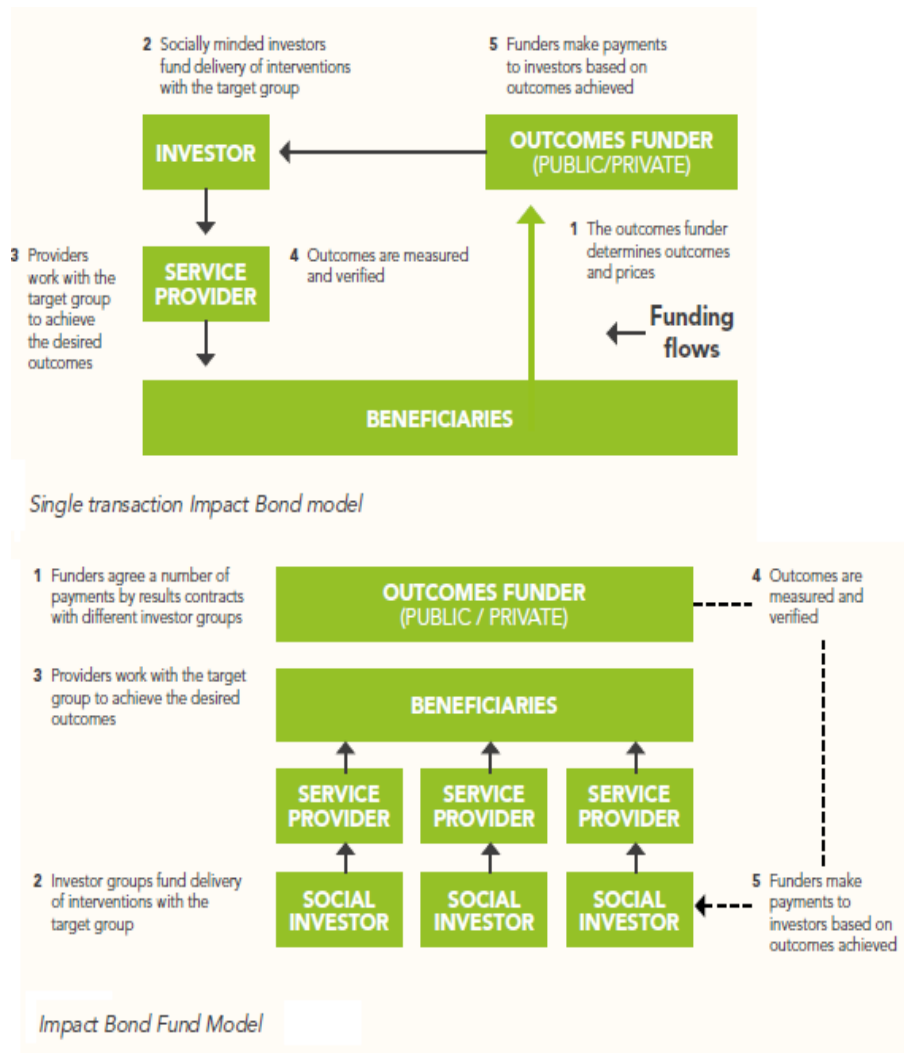 2 Socially minded investors
fund delivery of interventions
with the target group
5 Funders make payments
to investors based on
outcomes achieved
INVESTOR
OUTCOMES FUNDER
(PUBLIC/PRIVATE)
3 Providers
work with the
target group
to achieve
the desired
outcomes
SERVICE
PROVIDER
4 Outcomes are measured
and verified
1 The outcomes funder
determines outcomes
and prices
Funding
flows
BENEFICIARIES
Single transaction Impact Bond model
1 Funders agree a number of
payments by results contracts
with different investor groups
OUTCOMES FUNDER
(PUBLIC / PRIVATE)
4 Outcomes are
measured and
verified
3 Providers work with the target
group to achieve the desired
outcomes
BENEFICIARIES
SERVICE
PROVIDER
SERVICE
PROVIDER
SERVICE
PROVIDER
2 Investor groups fund delivery
of interventions with the
target group
SOCIAL
INVESTOR
SOCIAL
INVESTOR
SOCIAL
INVESTOR
5 Funders make
payments to
investors based on
outcomes achieved
Impact Bond Fund Model